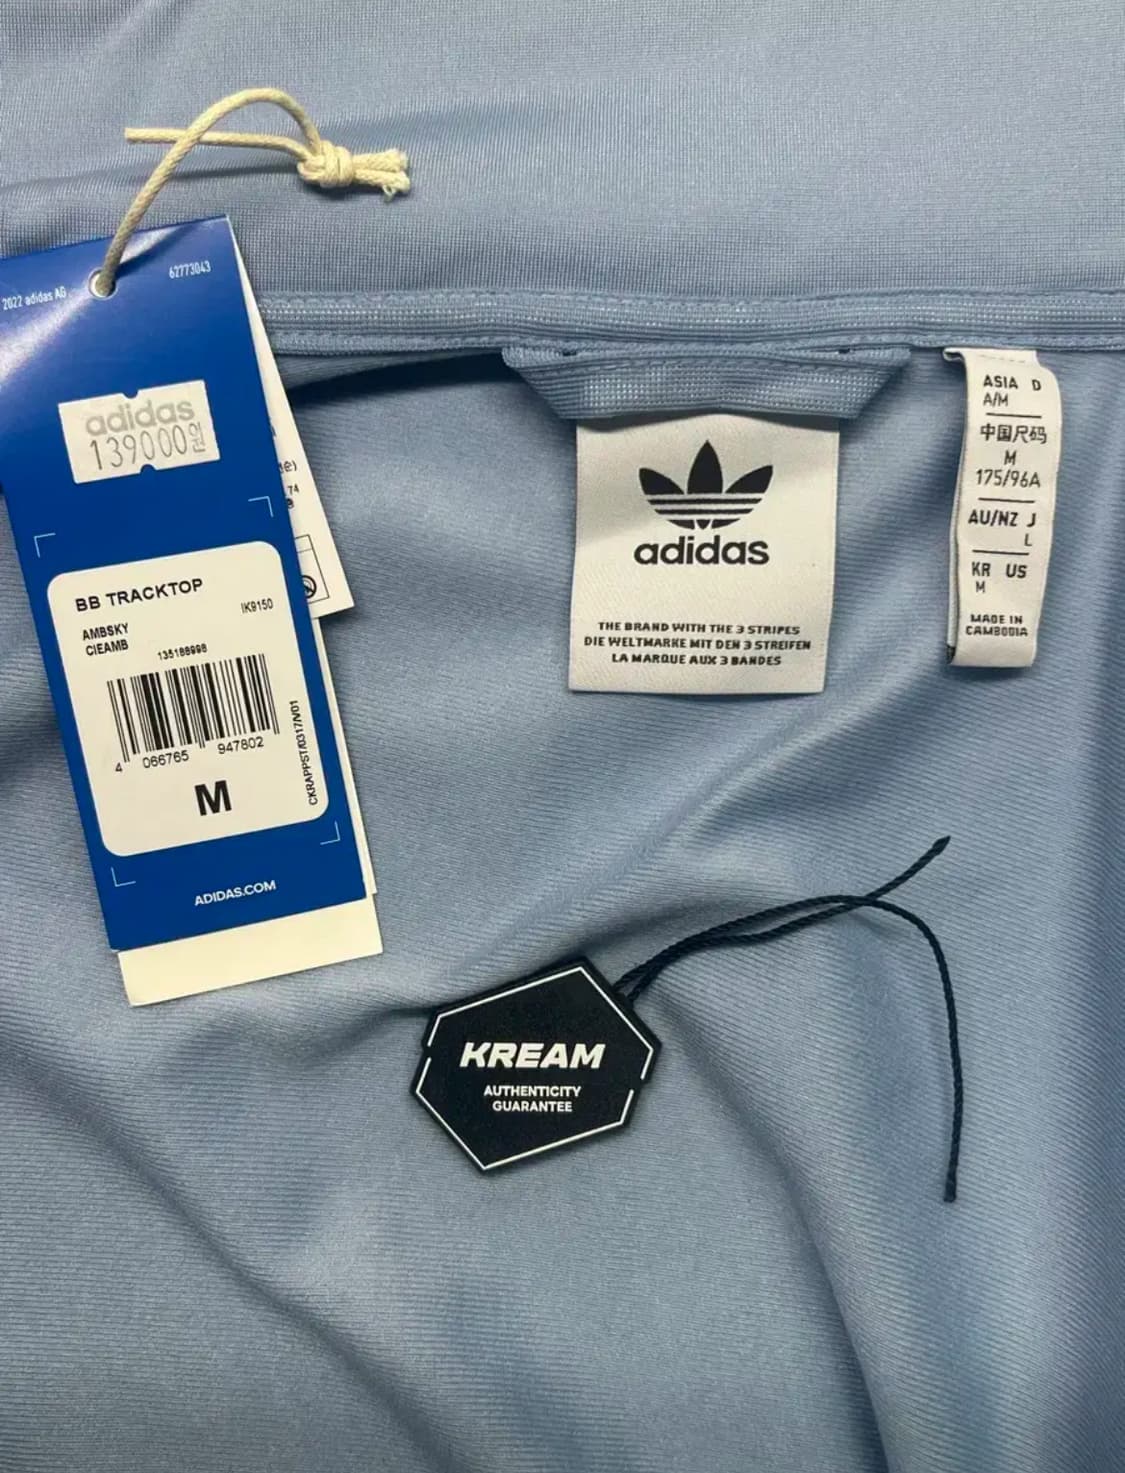 2022 adidas AG
62773043
adidas
139000원
BB TRACKTOP
IK9150
AMBSKY
CIEAMB
135188998
4 066765 947802
CKRAPPST/0317/V01
M
ADIDAS.COM
74
adidas
THE BRAND WITH THE 3 STRIPES
DIE WELTMARKE MIT DEN 3 STREIFEN
LA MARQUE AUX 3 BANDES
ASIA D
A/M
中国尺码
M
175/96A
AU/NZ J
L
KR US
M
MADE IN
CAMBODIA
KREAM
AUTHENTICITY
GUARANTEE